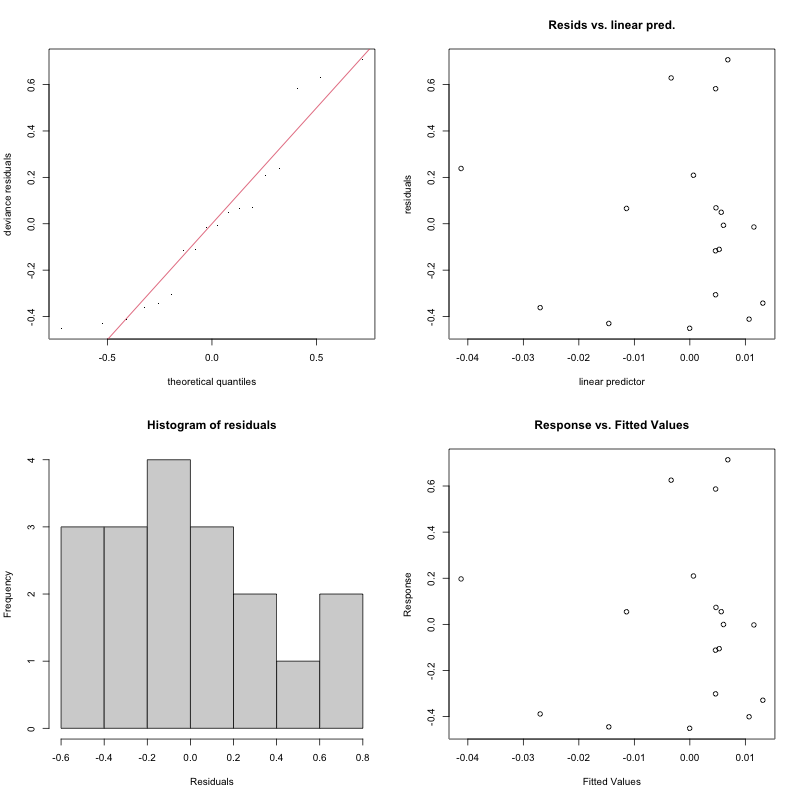 deviance residuals
0.6
0.4
0.2
0.0
-0.2
-0.4
-0.5 0.0 0.5
theoretical quantiles
Resids vs. linear pred.
residuals
0.6
0.4
0.2
0.0
-0.2
-0.4
-0.04 -0.03 -0.02 -0.01 0.00 0.01
linear predictor
Histogram of residuals
Frequency
4
3
2
1
0
-0.6 -0.4 -0.2 0.0 0.2 0.4 0.6 0.8
Residuals
Response vs. Fitted Values
Response
0.6
0.4
0.2
0.0
-0.2
-0.4
-0.04 -0.03 -0.02 -0.01 0.00 0.01
Fitted Values